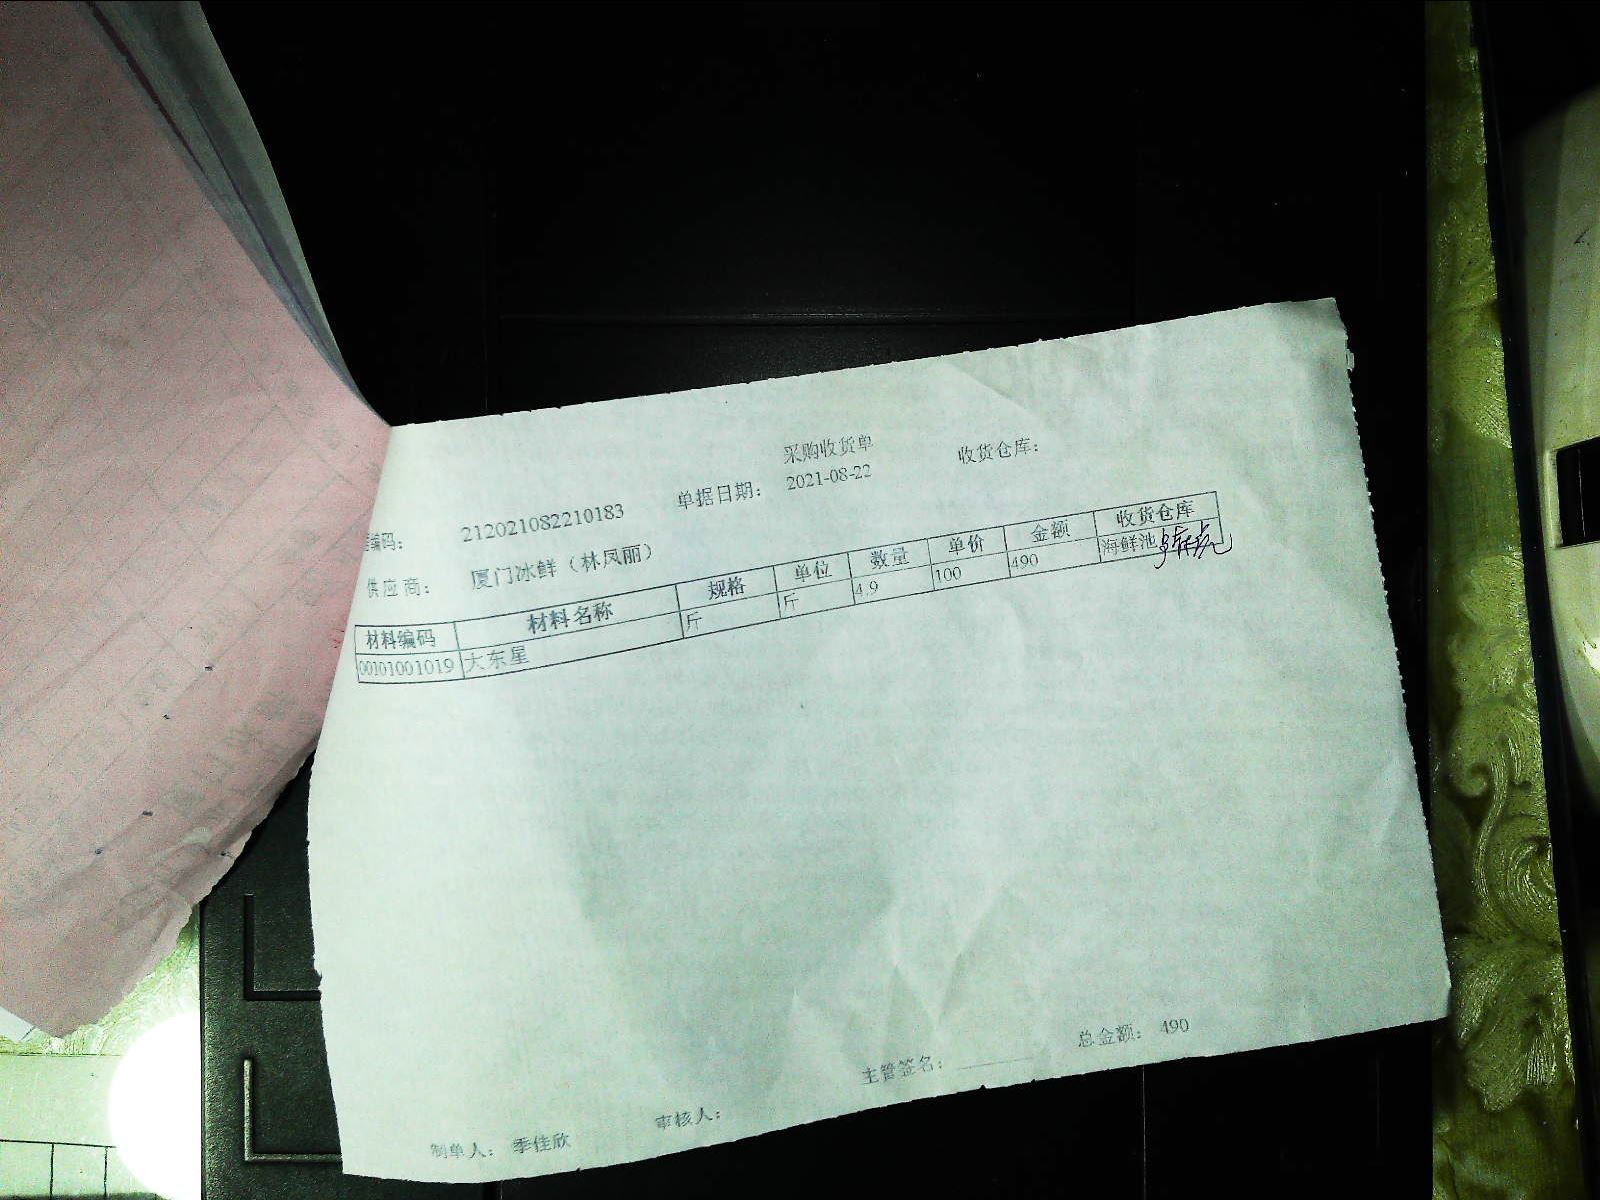 采购收货单
编码： 212021082210183 单据日期： 2021-08-22 收货仓库：
供应商： 厦门冰鲜（林凤丽）
材料编码 材料名称 规格 单位 数量 单价 金额 收货仓库
00101001019 大东星 斤 斤 4.9 100 490 海鲜池
制单人： 季佳欣 审核人： 主管签名： 总金额： 490